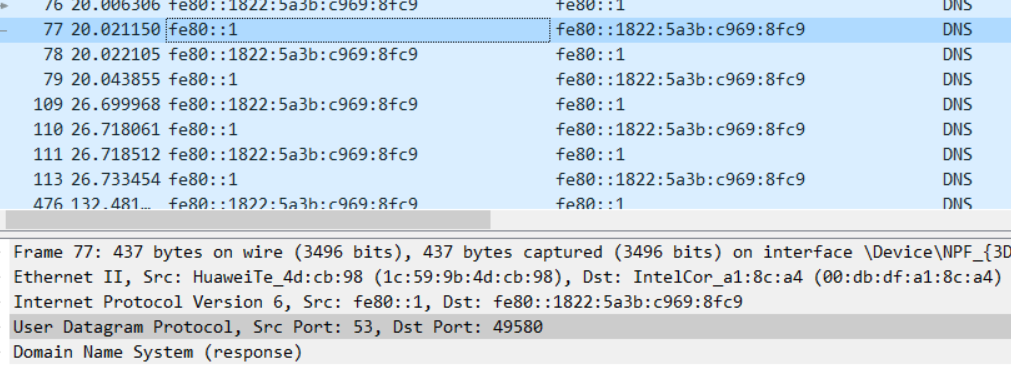 76 20.006306 fe80::1822:5a3b:c969:8fc9 fe80::1 DNS
77 20.021150 fe80::1 fe80::1822:5a3b:c969:8fc9 DNS
78 20.022105 fe80::1822:5a3b:c969:8fc9 fe80::1 DNS
79 20.043855 fe80::1 fe80::1822:5a3b:c969:8fc9 DNS
109 26.699968 fe80::1822:5a3b:c969:8fc9 fe80::1 DNS
110 26.718061 fe80::1 fe80::1822:5a3b:c969:8fc9 DNS
111 26.718512 fe80::1822:5a3b:c969:8fc9 fe80::1 DNS
113 26.733454 fe80::1 fe80::1822:5a3b:c969:8fc9 DNS
476 132.481… fe80::1822:5a3b:c969:8fc9 fe80::1 DNS
Frame 77: 437 bytes on wire (3496 bits), 437 bytes captured (3496 bits) on interface \Device\NPF_{3D
Ethernet II, Src: HuaweiTe_4d:cb:98 (1c:59:9b:4d:cb:98), Dst: IntelCor_a1:8c:a4 (00:db:df:a1:8c:a4)
Internet Protocol Version 6, Src: fe80::1, Dst: fe80::1822:5a3b:c969:8fc9
User Datagram Protocol, Src Port: 53, Dst Port: 49580
Domain Name System (response)